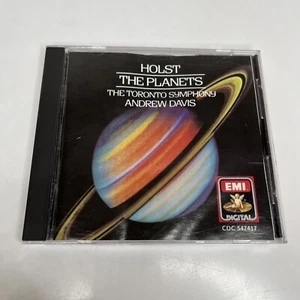 HOLST
THE PLANETS
THE TORONTO SYMPHONY
ANDREW DAVIS
EMI
DIGITAL
CDC 547417